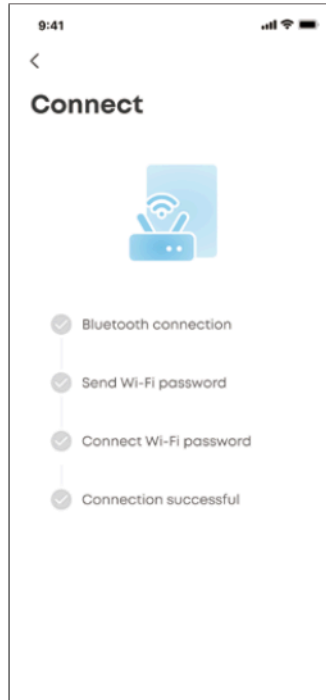 9:41
Connect
Bluetooth connection
Send Wi-Fi password
Connect Wi-Fi password
Connection successful